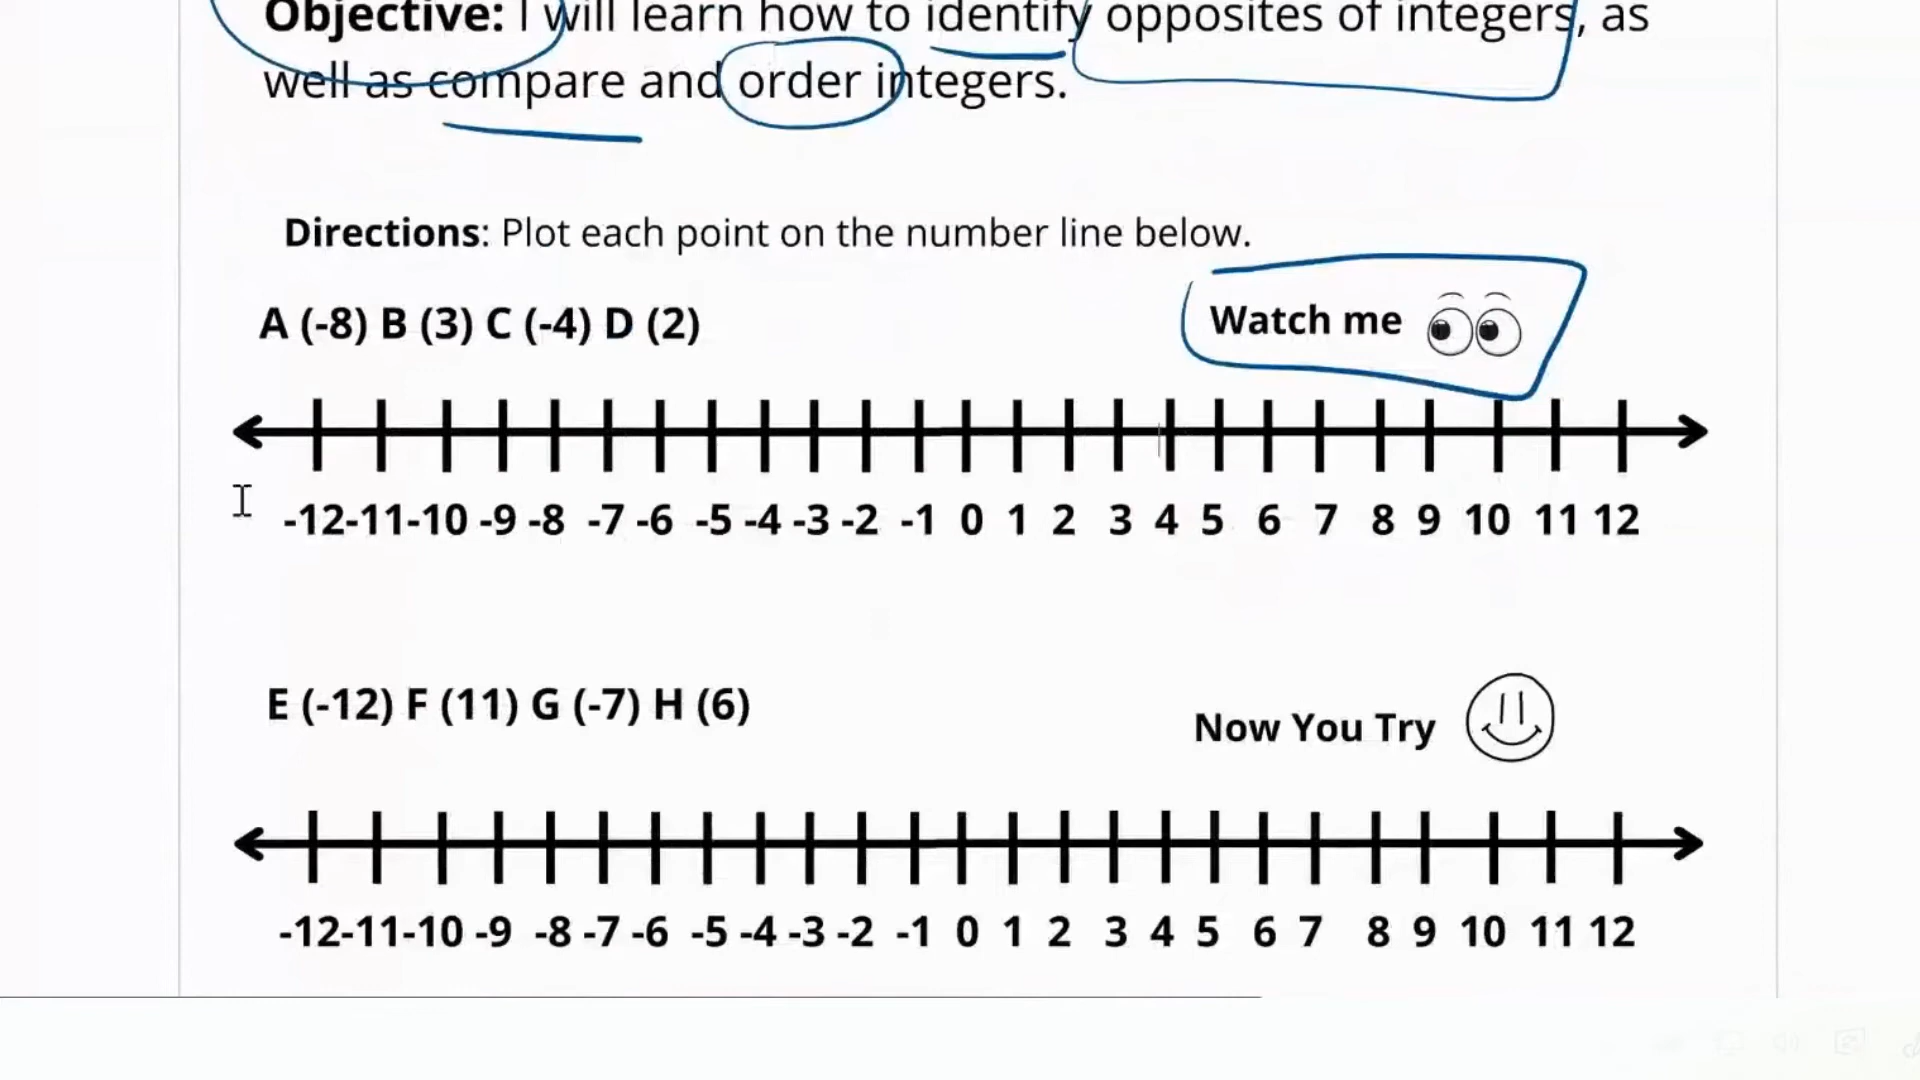 Objective: I will learn how to identify opposites of integers, as
well as compare and order integers.
Directions: Plot each point on the number line below.
A (-8) B (3) C (-4) D (2)
Watch me
-12-11-10 -9 -8 -7 -6 -5 -4 -3 -2 -1 0 1 2 3 4 5 6 7 8 9 10 11 12
E (-12) F (11) G (-7) H (6)
Now You Try
-12-11-10 -9 -8 -7 -6 -5 -4 -3 -2 -1 0 1 2 3 4 5 6 7 8 9 10 11 12